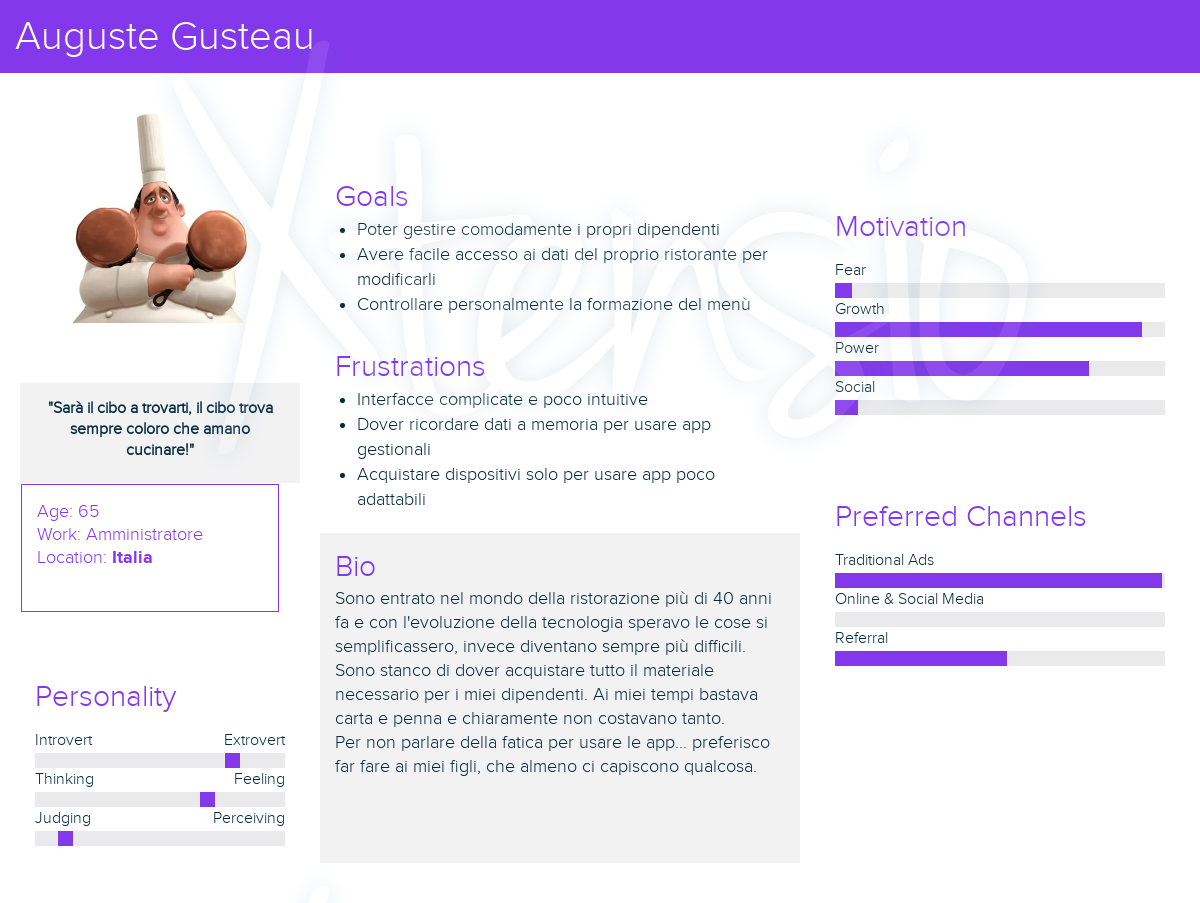 Auguste Gusteau
"Sarà il cibo a trovarti, il cibo trova
sempre coloro che amano
cucinare!"
Age: 65
Work: Amministratore
Location: Italia
Personality
Introvert Extrovert
Thinking Feeling
Judging Perceiving
Goals
• Poter gestire comodamente i propri dipendenti
• Avere facile accesso ai dati del proprio ristorante per
modificarli
• Controllare personalmente la formazione del menù
Frustrations
• Interfacce complicate e poco intuitive
• Dover ricordare dati a memoria per usare app
gestionali
• Acquistare dispositivi solo per usare app poco
adattabili
Bio
Sono entrato nel mondo della ristorazione più di 40 anni
fa e con l'evoluzione della tecnologia speravo le cose si
semplificassero, invece diventano sempre più difficili.
Sono stanco di dover acquistare tutto il materiale
necessario per i miei dipendenti. Ai miei tempi bastava
carta e penna e chiaramente non costavano tanto.
Per non parlare della fatica per usare le app... preferisco
far fare ai miei figli, che almeno ci capiscono qualcosa.
Motivation
Fear
Growth
Power
Social
Preferred Channels
Traditional Ads
Online & Social Media
Referral
Xtensio